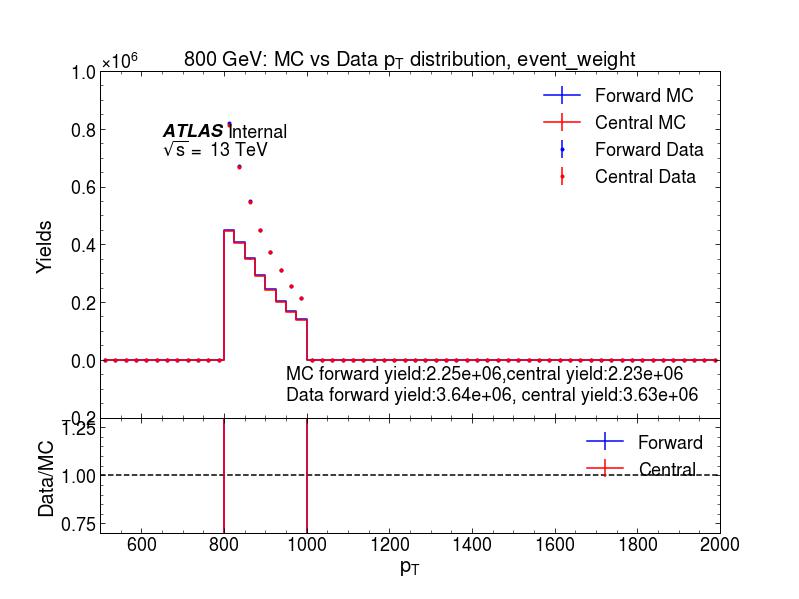 ×10⁶
800 GeV: MC vs Data p_T distribution, event_weight
1.0
0.8
0.6
0.4
0.2
0.0
0.2
Yields
ATLAS Internal
√s = 13 TeV
Forward MC
Central MC
Forward Data
Central Data
MC forward yield:2.25e+06,central yield:2.23e+06
Data forward yield:3.64e+06, central yield:3.63e+06
1.25
1.00
0.75
Data/MC
Forward
Central
600 800 1000 1200 1400 1600 1800 2000
p_T